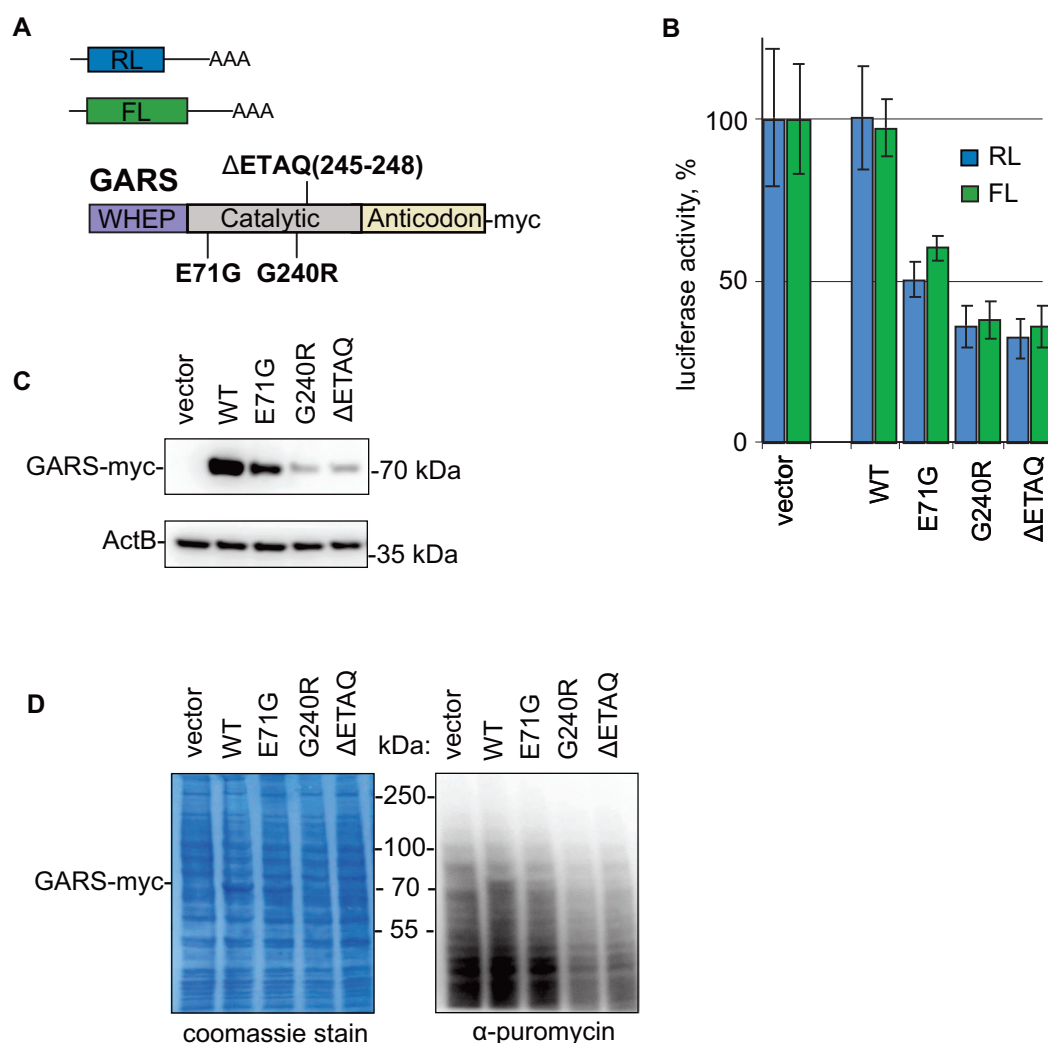 A
RL
AAA
FL
AAA
ΔETAQ(245-248)
GARS
WHEP
Catalytic
Anticodon
-myc
E71G
G240R
B
luciferase activity, %
100
50
0
RL
FL
vector
WT
E71G
G240R
ΔETAQ
C
vector
WT
E71G
G240R
ΔETAQ
GARS-myc-
-70 kDa
ActB-
-35 kDa
D
vector
WT
E71G
G240R
ΔETAQ
kDa:
vector
WT
E71G
G240R
ΔETAQ
-250-
-100-
GARS-myc-
- 70 -
- 55 -
coomassie stain
α-puromycin